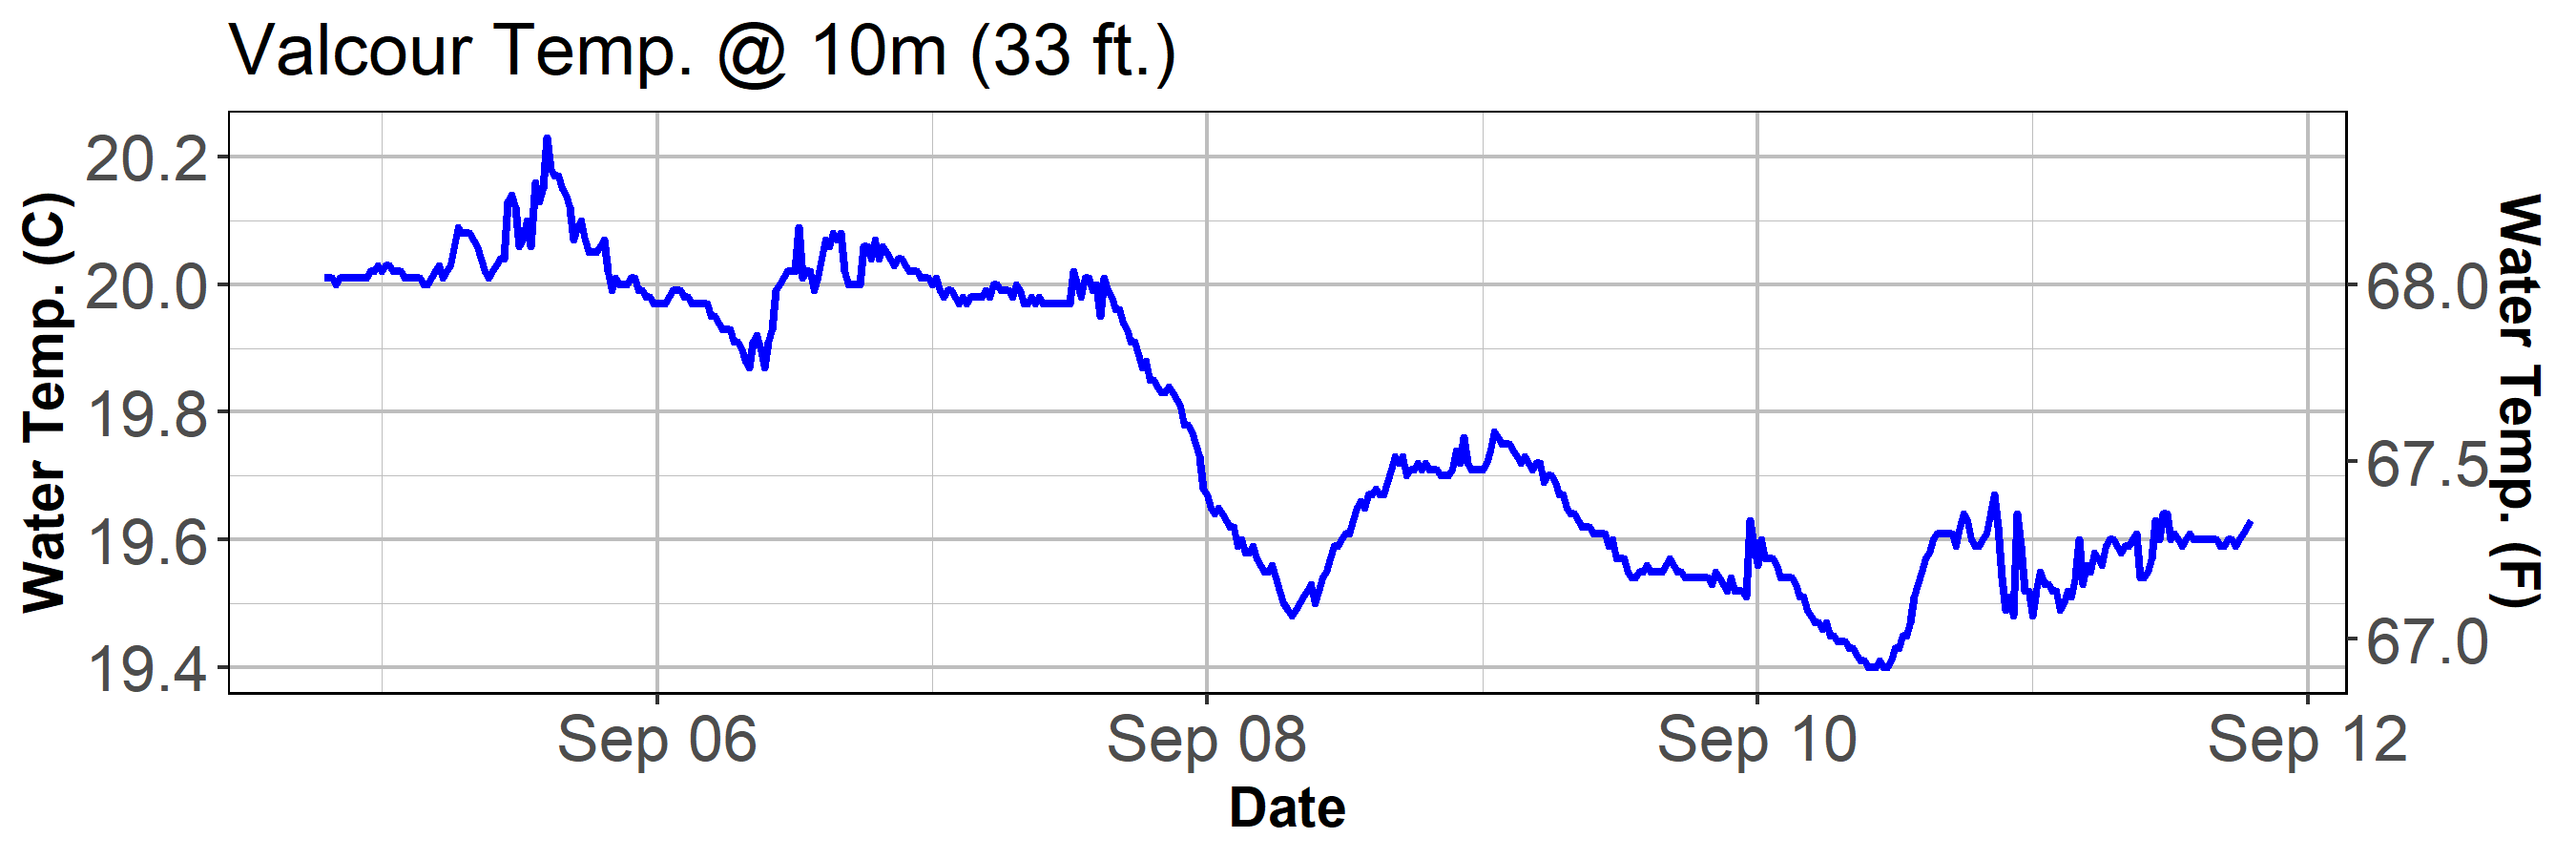 Valcour Temp. @ 10m (33 ft.)
Water Temp. (C)
20.2
20.0
19.8
19.6
19.4
68.0
67.5
67.0
Water Temp. (F)
Sep 06
Sep 08
Sep 10
Sep 12
Date